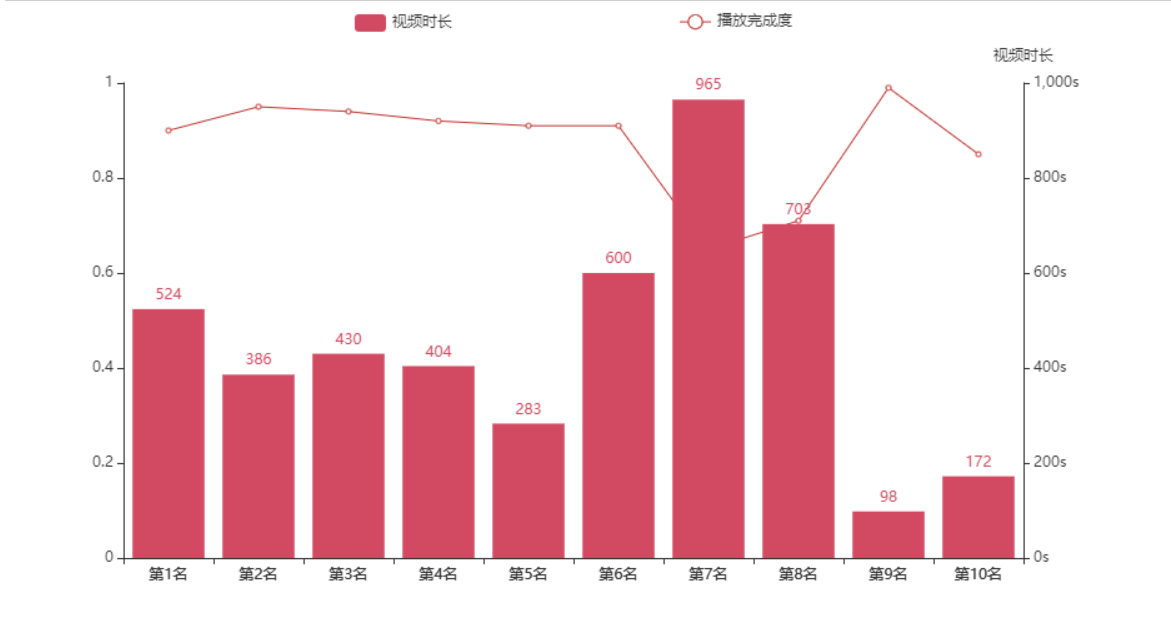 视频时长
播放完成度
视频时长
1
0.8
0.6
0.4
0.2
0
1,000s
800s
600s
400s
200s
0s
524
386
430
404
283
600
965
703
98
172
第1名
第2名
第3名
第4名
第5名
第6名
第7名
第8名
第9名
第10名